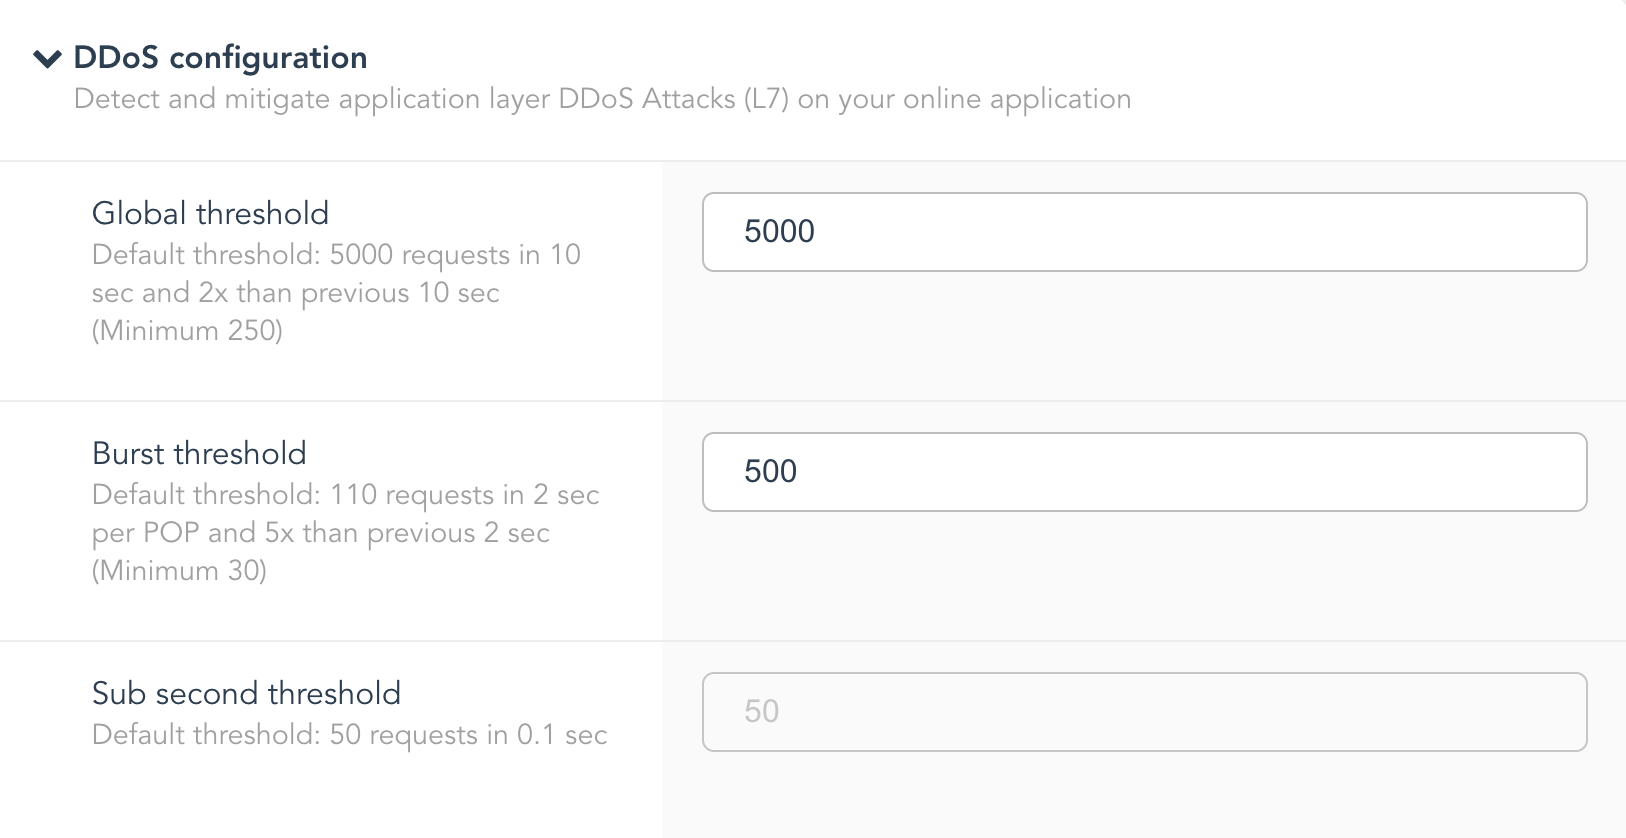 DDoS configuration
Detect and mitigate application layer DDoS Attacks (L7) on your online application
Global threshold
Default threshold: 5000 requests in 10
sec and 2x than previous 10 sec
(Minimum 250)
5000
Burst threshold
Default threshold: 110 requests in 2 sec
per POP and 5x than previous 2 sec
(Minimum 30)
500
Sub second threshold
Default threshold: 50 requests in 0.1 sec
50